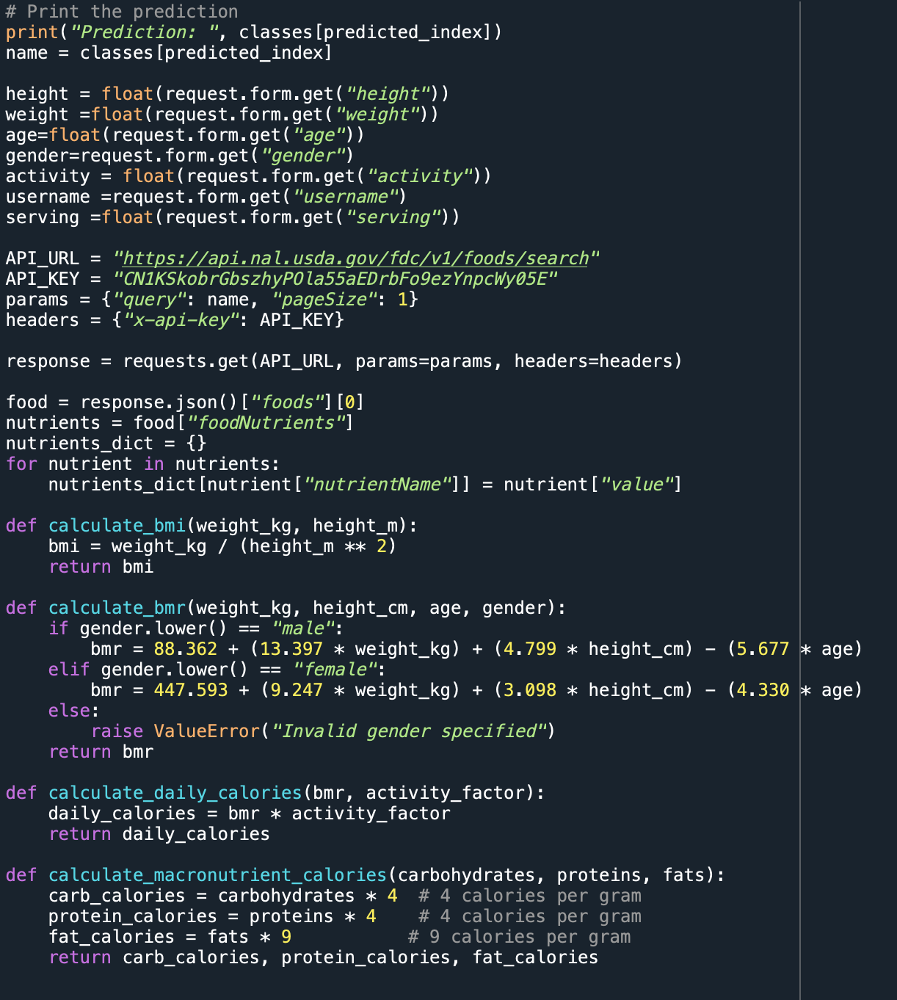 # Print the prediction
print("Prediction: ", classes[predicted_index])
name = classes[predicted_index]
height = float(request.form.get("height"))
weight =float(request.form.get("weight"))
age=float(request.form.get("age"))
gender=request.form.get("gender")
activity = float(request.form.get("activity"))
username =request.form.get("username")
serving =float(request.form.get("serving"))
API_URL = "https://api.nal.usda.gov/fdc/v1/foods/search"
API_KEY = "CN1KSkobrGbszhyPOla55aEDrbFo9ezYnpcWy05E"
params = {"query": name, "pageSize": 1}
headers = {"x-api-key": API_KEY}
response = requests.get(API_URL, params=params, headers=headers)
food = response.json()["foods"][0]
nutrients = food["foodNutrients"]
nutrients_dict = {}
for nutrient in nutrients:
    nutrients_dict[nutrient["nutrientName"]] = nutrient["value"]
def calculate_bmi(weight_kg, height_m):
    bmi = weight_kg / (height_m ** 2)
    return bmi
def calculate_bmr(weight_kg, height_cm, age, gender):
    if gender.lower() == "male":
        bmr = 88.362 + (13.397 * weight_kg) + (4.799 * height_cm) - (5.677 * age)
    elif gender.lower() == "female":
        bmr = 447.593 + (9.247 * weight_kg) + (3.098 * height_cm) - (4.330 * age)
    else:
        raise ValueError("Invalid gender specified")
    return bmr
def calculate_daily_calories(bmr, activity_factor):
    daily_calories = bmr * activity_factor
    return daily_calories
def calculate_macronutrient_calories(carbohydrates, proteins, fats):
    carb_calories = carbohydrates * 4  # 4 calories per gram
    protein_calories = proteins * 4    # 4 calories per gram
    fat_calories = fats * 9           # 9 calories per gram
    return carb_calories, protein_calories, fat_calories